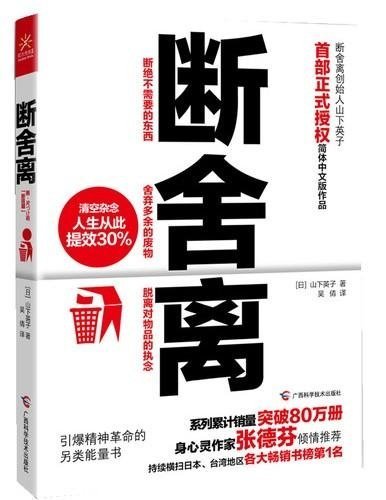 断舍离
断绝不需要的东西
舍弃多余的废物
脱离对物品的执念
断舍离创始人山下英子
首部正式授权
简体中文版作品
清空杂念
人生从此
提效30%
[日] 山下英子 著
吴倩 译
广西科学技术出版社
引爆精神革命的
另类能量书
系列累计销量突破80万册
身心灵作家张德芬倾情推荐
持续横扫日本、台湾地区各大畅销书榜第1名
断舍离
[日] 山下英子 著
吴倩 译
广西科学技术出版社